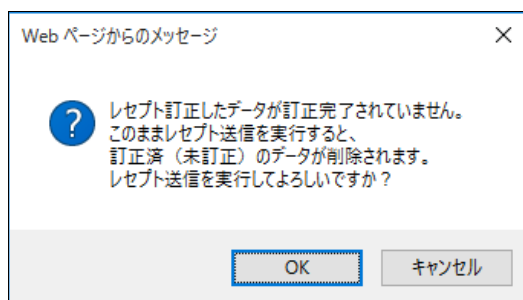 Web ページからのメッセージ
レセプト訂正したデータが訂正完了されていません。
このままレセプト送信を実行すると、
訂正済（未訂正）のデータが削除されます。
レセプト送信を実行してよろしいですか？
OK
キャンセル